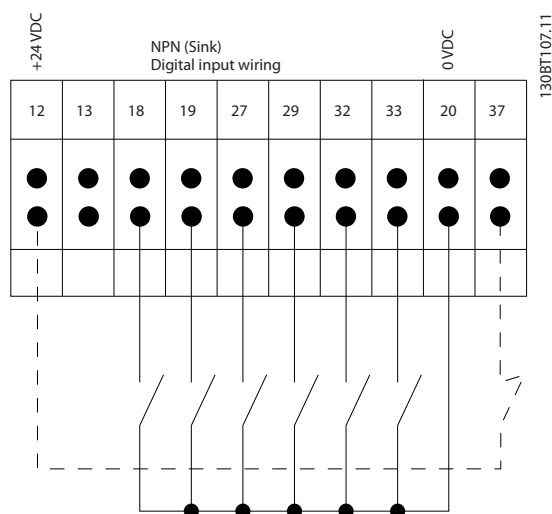 +24 VDC
NPN (Sink)
Digital input wiring
0 VDC
130BT107.11
12 13 18 19 27 29 32 33 20 37